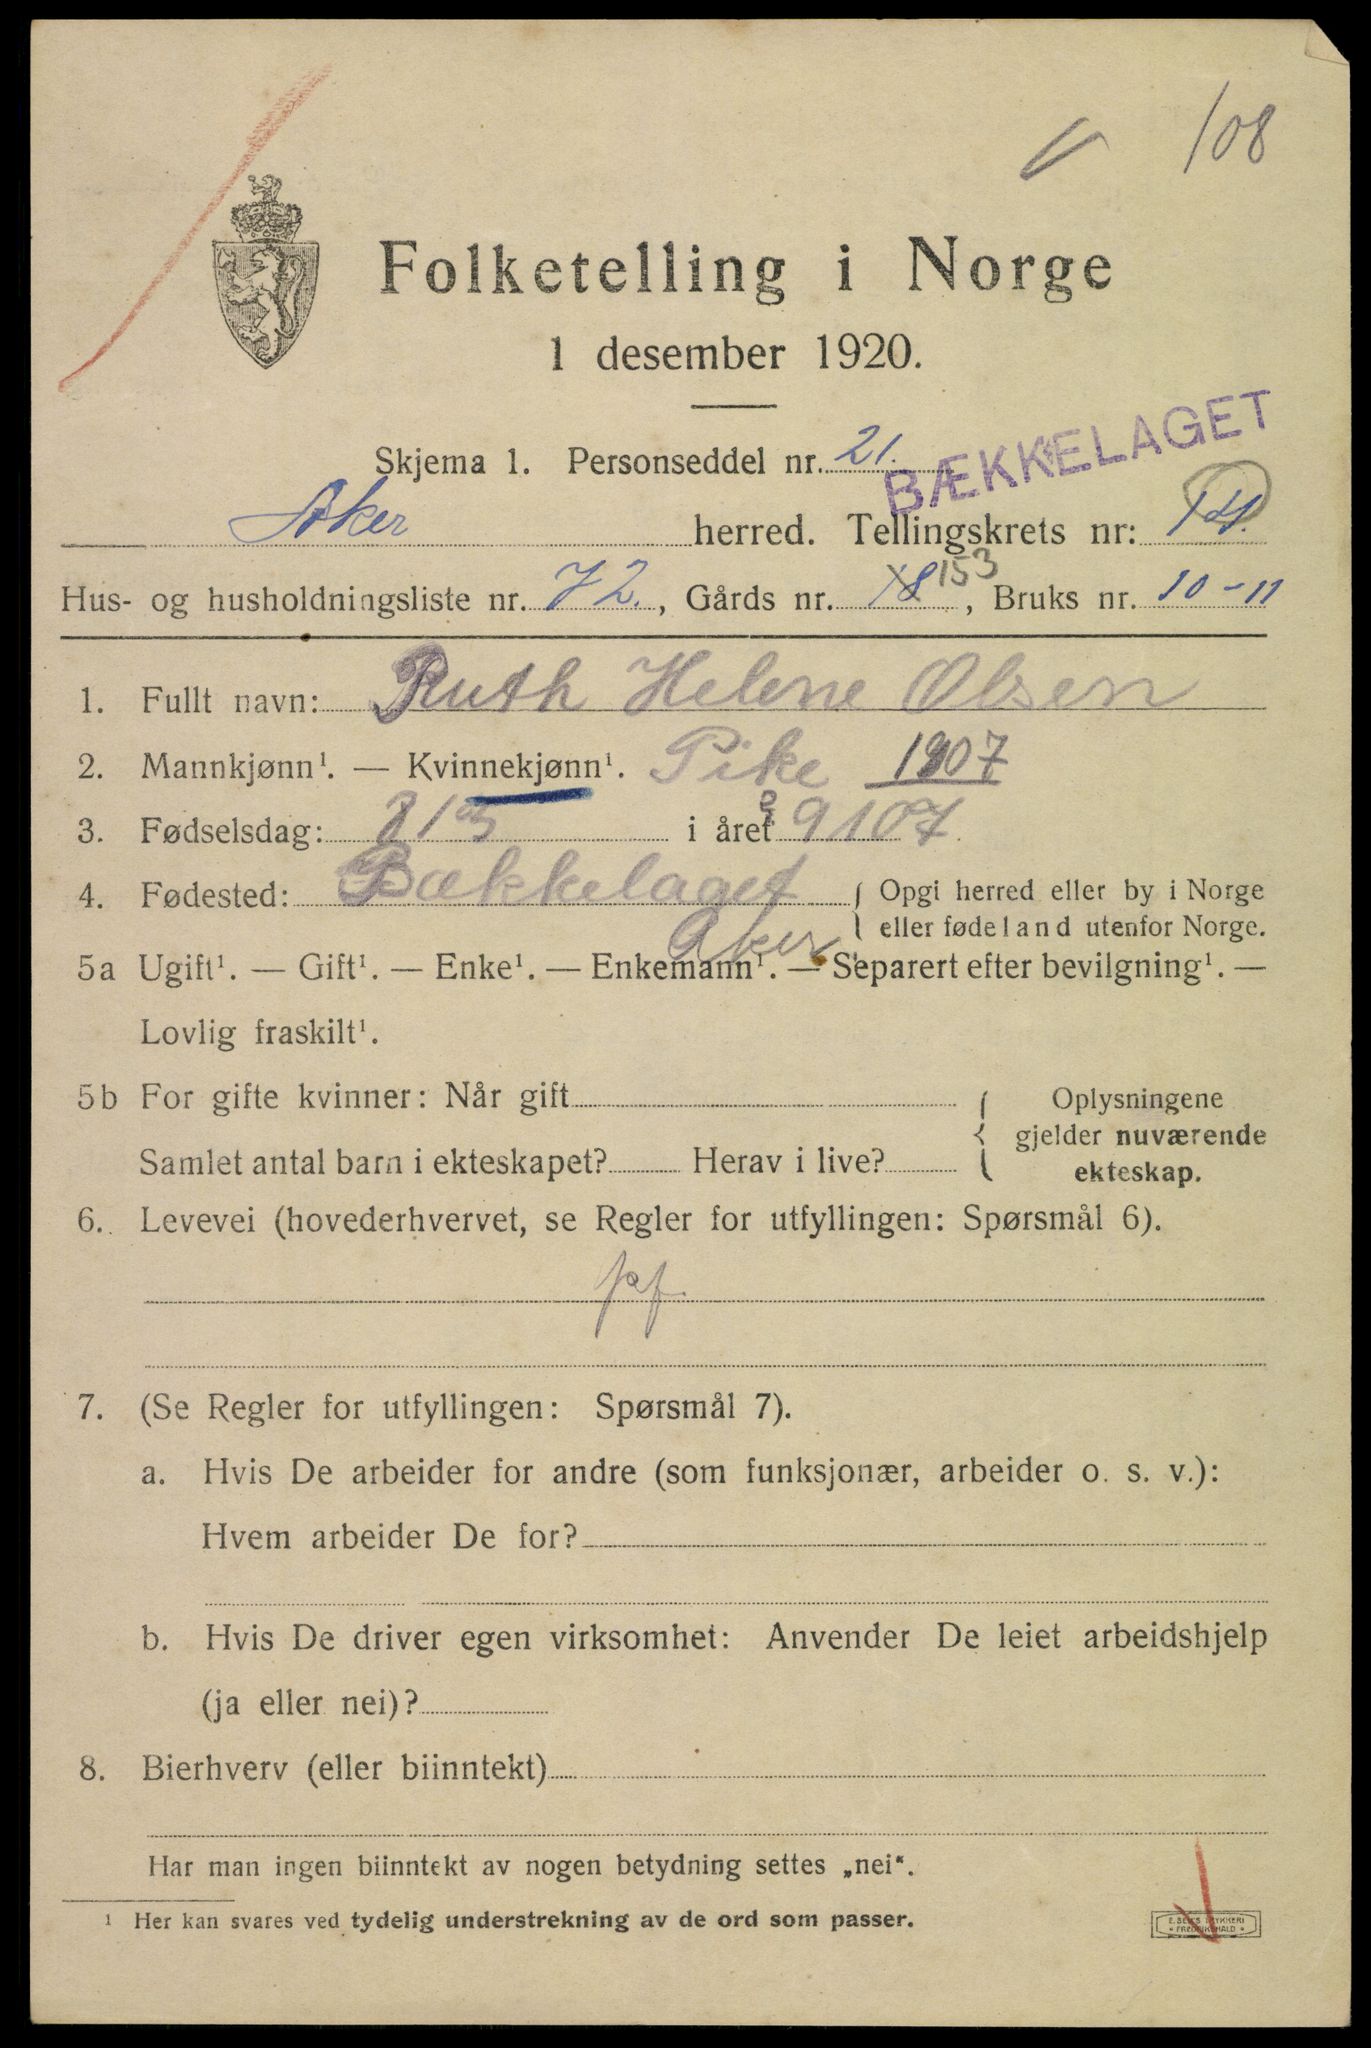 108
Folketelling i Norge
1 desember 1920.
BÆKKELAGET
Skjema 1. Personseddel nr. 21.
Aker herred. Tellingskrets nr: 14.
153
Hus- og husholdningsliste nr. 72., Gårds nr. 18, Bruks nr. 10-11
1. Fullt navn: Ruth Helene Olsen
2. Mannkjønn¹. — Kvinnekjønn¹. Pike 1907
3. Fødselsdag: 8/3 i året 9107
4. Fødested: Bækkelaget { Opgi herred eller by i Norge
Aker { eller fødeland utenfor Norge.
5a Ugift¹. — Gift¹. — Enke¹. — Enkemann¹. — Separert efter bevilgning¹. —
Lovlig fraskilt¹.
5b For gifte kvinner: Når gift { Oplysningene
gjelder nuværende
Samlet antal barn i ekteskapet? Herav i live? ekteskap.
6. Levevei (hovederhvervet, se Regler for utfyllingen: Spørsmål 6).
pf.
7. (Se Regler for utfyllingen: Spørsmål 7).
a. Hvis De arbeider for andre (som funksjonær, arbeider o. s. v.):
Hvem arbeider De for?
b. Hvis De driver egen virksomhet: Anvender De leiet arbeidshjelp
(ja eller nei)?
8. Bierhverv (eller biinntekt)
Har man ingen biinntekt av nogen betydning settes „nei“.
¹ Her kan svares ved tydelig understrekning av de ord som passer.
FREDRIKSHALD